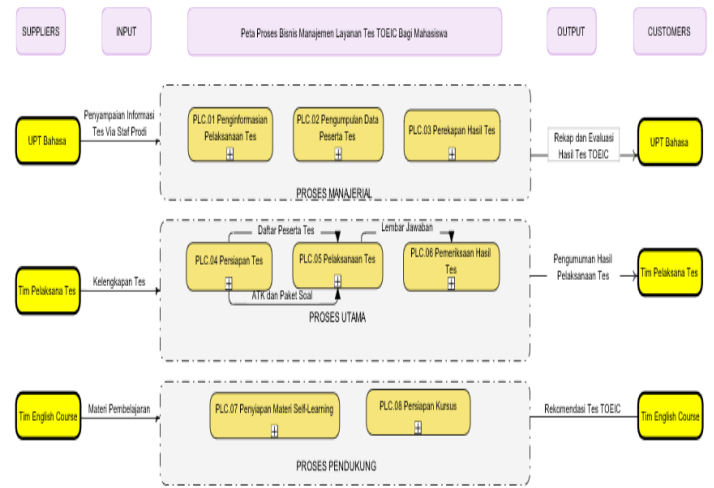 SUPPLIERS
INPUT
Peta Proses Bisnis Manajemen Layanan Tes TOEIC Bagi Mahasiswa
OUTPUT
CUSTOMERS
UPT Bahasa
Penyampaian Informasi
Tes Via Staf Prodi
PLC.01 Penginformasian
Pelaksanaan Tes
PLC.02 Pengumpulan Data
Peserta Tes
PLC.03 Perekapan Hasil Tes
PROSES MANAJERIAL
Rekap dan Evaluasi
Hasil Tes TOEIC
UPT Bahasa
Tim Pelaksana Tes
Kelengkapan Tes
Daftar Peserta Tes
Lembar Jawaban
PLC.04 Persiapan Tes
PLC.05 Pelaksanaan Tes
PLC.06 Pemeriksaan Hasil
Tes
ATK dan Paket Soal
PROSES UTAMA
Pengumuman Hasil
Pelaksanaan Tes
Tim Pelaksana Tes
Tim English Course
Materi Pembelajaran
PLC.07 Penyiapan Materi Self-Learning
PLC.08 Persiapan Kursus
PROSES PENDUKUNG
Rekomendasi Tes TOEIC
Tim English Course